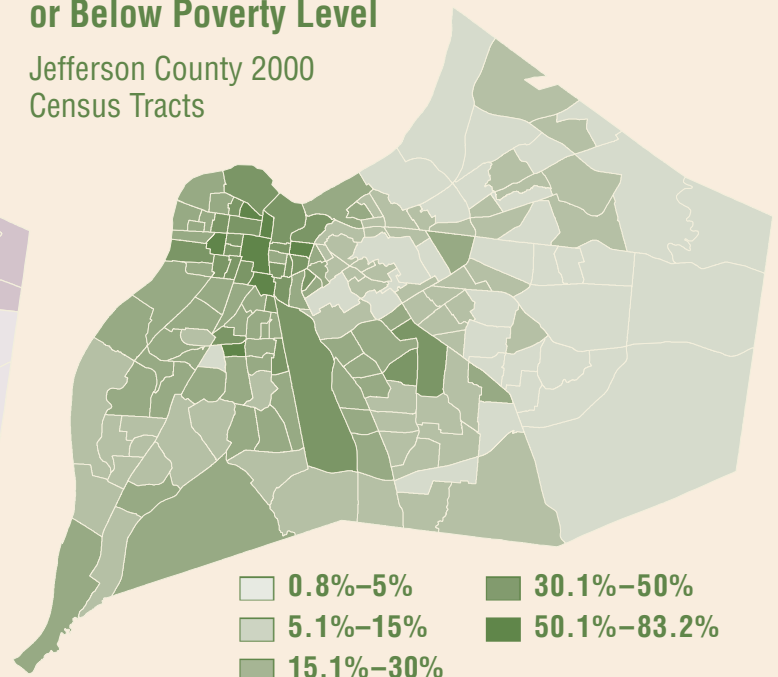 or Below Poverty Level
Jefferson County 2000
Census Tracts
0.8%–5%
5.1%–15%
15.1%–30%
30.1%–50%
50.1%–83.2%